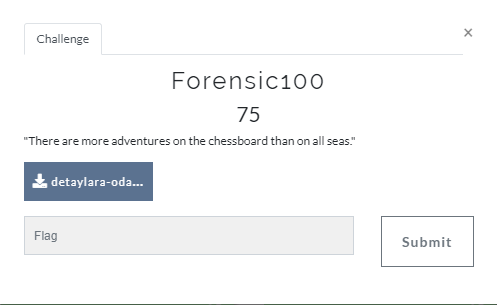 Challenge
×
Forensic100
75
"There are more adventures on the chessboard than on all seas."
detaylara-oda...
Flag
Submit